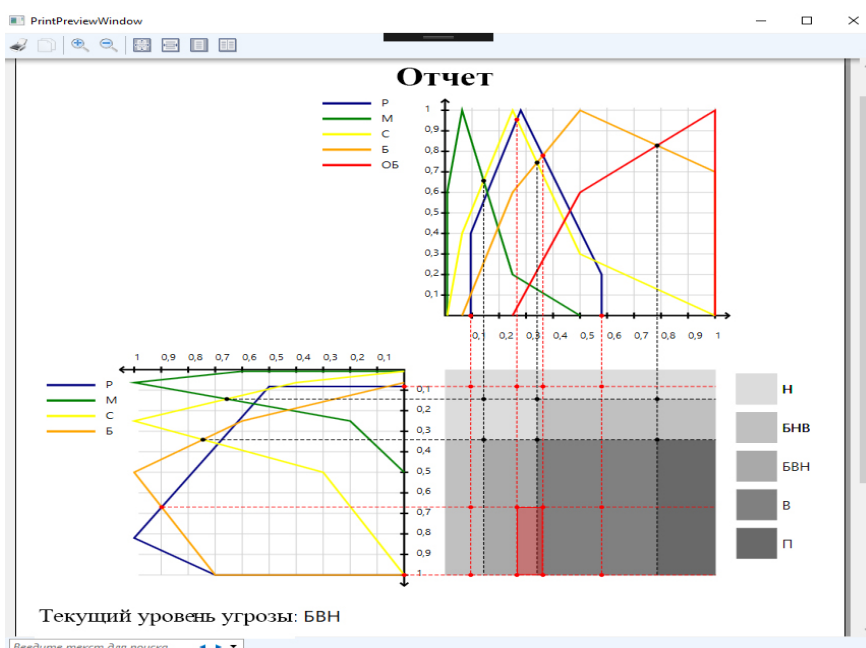 PrintPreviewWindow
Отчет
Р
М
С
Б
ОБ
1
0,9
0,8
0,7
0,6
0,5
0,4
0,3
0,2
0,1
0,1 0,2 0,3 0,4 0,5 0,6 0,7 0,8 0,9 1
1 0,9 0,8 0,7 0,6 0,5 0,4 0,3 0,2 0,1
Р
М
С
Б
0,1
0,2
0,3
0,4
0,5
0,6
0,7
0,8
0,9
1
Н
БНВ
БВН
В
П
Текущий уровень угрозы: БВН
Введите текст для поиска...